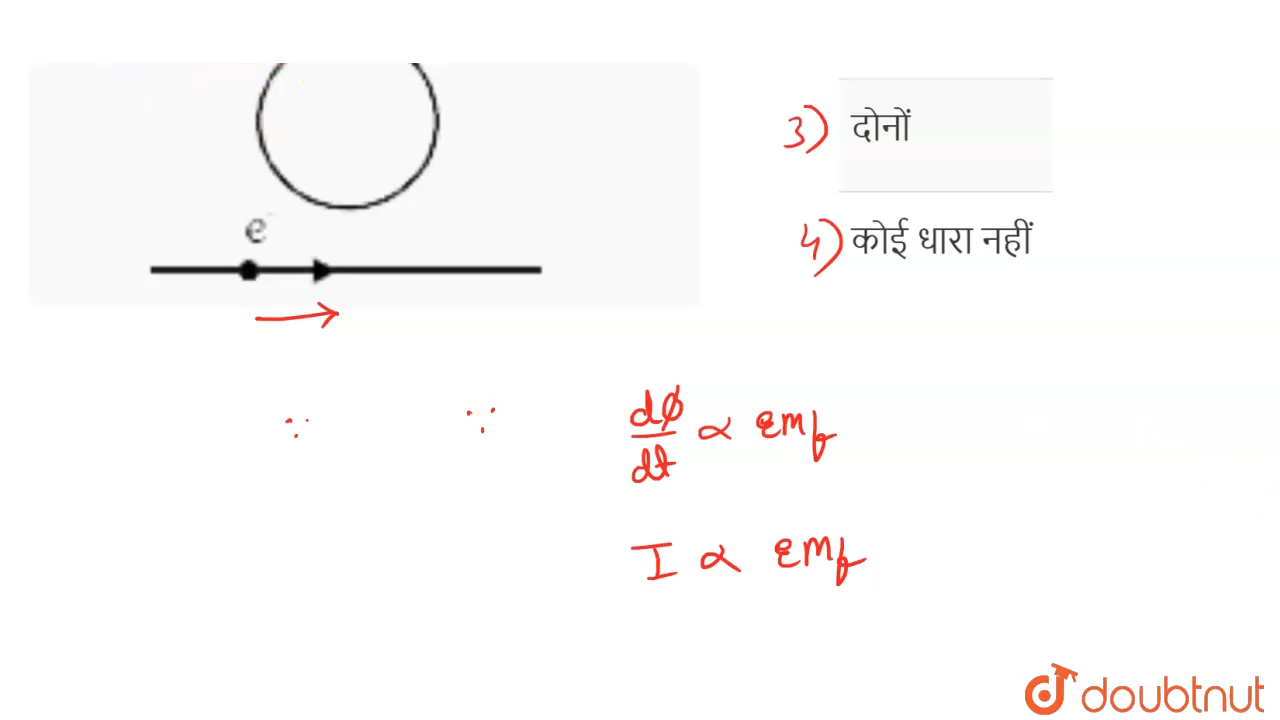 3) दोनों
e
4) कोई धारा नहीं
∵ ∵ dϕ/dt ∝ emf
I ∝ emf
doubtnut